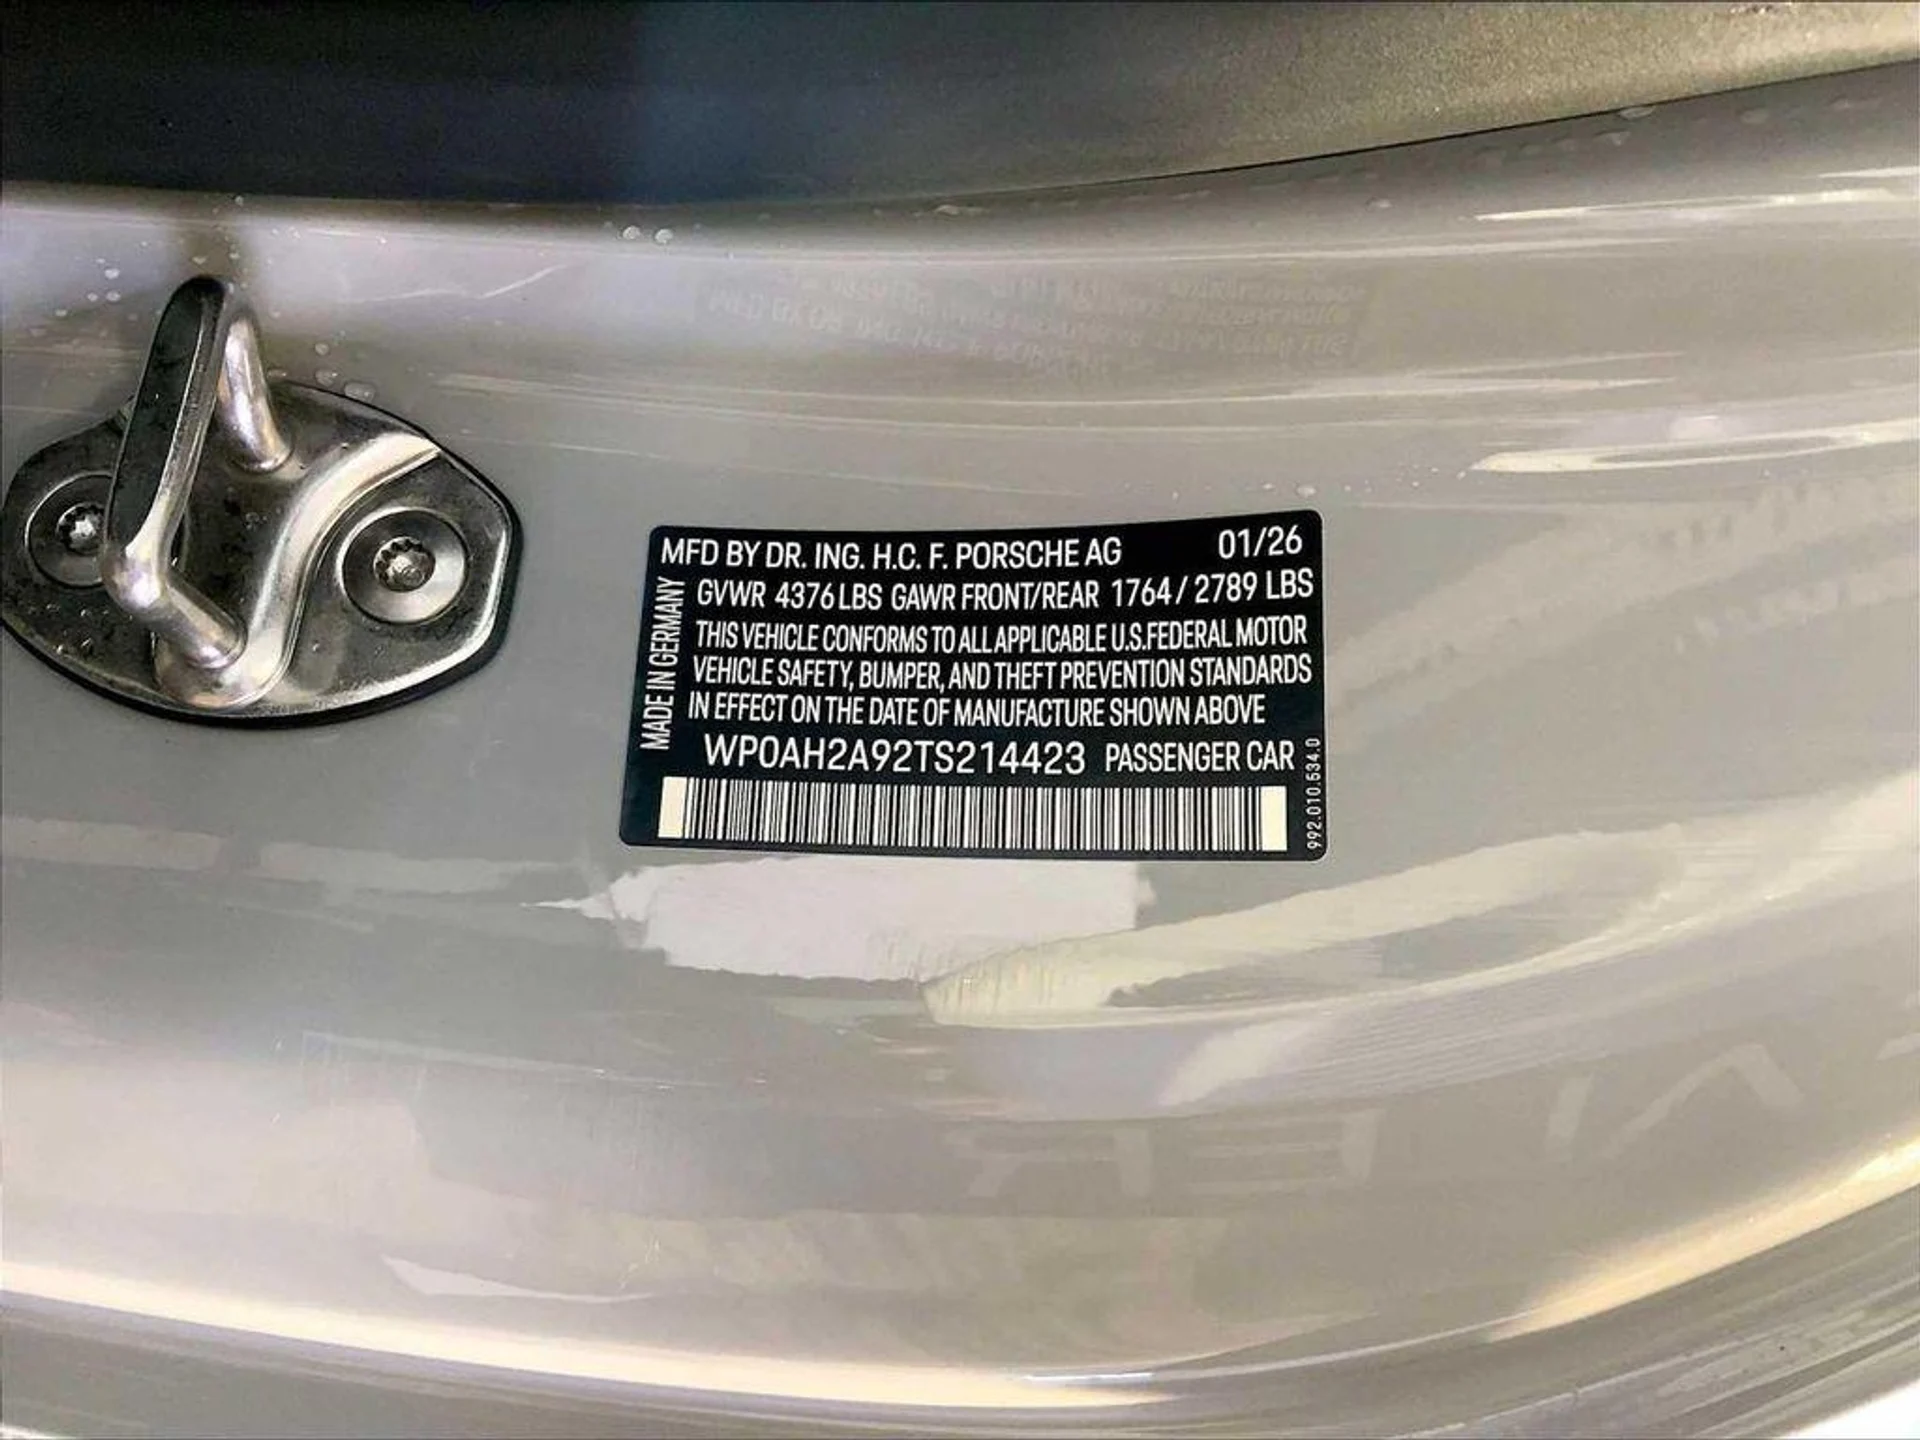 MFD BY DR. ING. H.C. F. PORSCHE AG 01/26
GVWR 4376 LBS GAWR FRONT/REAR 1764 / 2789 LBS
THIS VEHICLE CONFORMS TO ALL APPLICABLE U.S.FEDERAL MOTOR
VEHICLE SAFETY, BUMPER, AND THEFT PREVENTION STANDARDS
IN EFFECT ON THE DATE OF MANUFACTURE SHOWN ABOVE
WP0AH2A92TS214423 PASSENGER CAR
MADE IN GERMANY
992.010.534.0